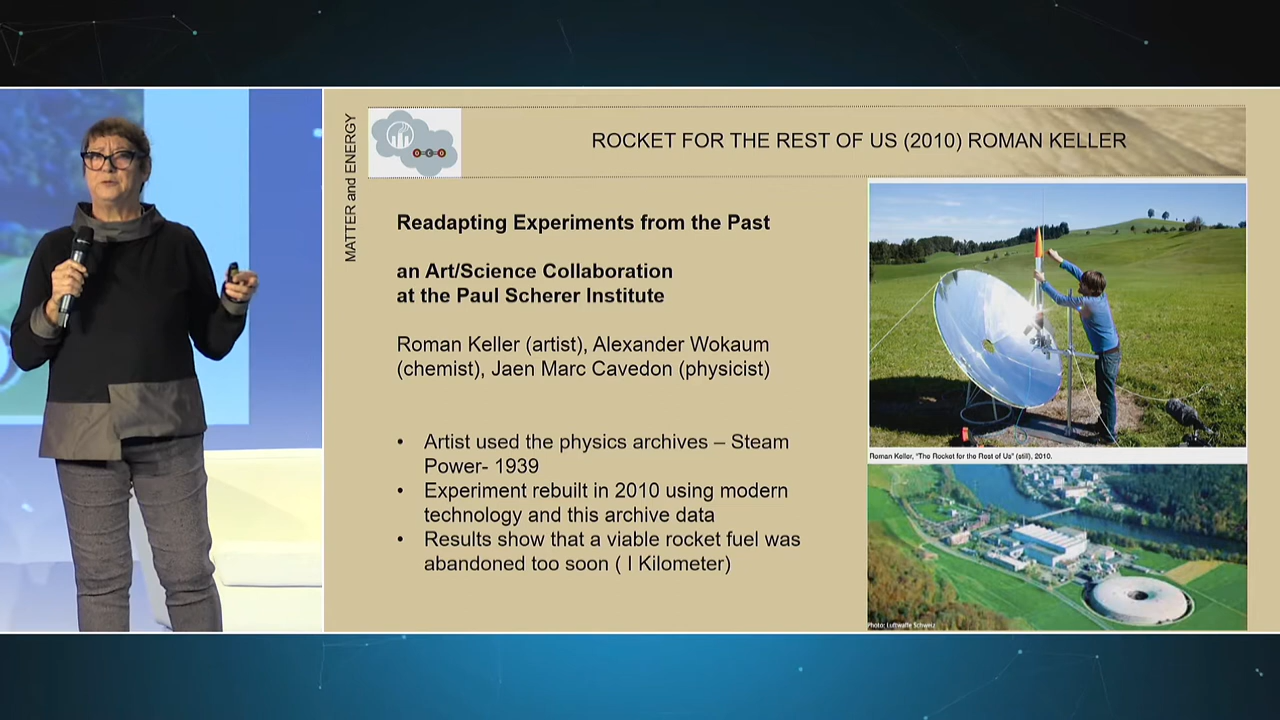 MATTER and ENERGY
ROCKET FOR THE REST OF US (2010) ROMAN KELLER
Readapting Experiments from the Past
an Art/Science Collaboration
at the Paul Scherer Institute
Roman Keller (artist), Alexander Wokaum
(chemist), Jaen Marc Cavedon (physicist)
• Artist used the physics archives – Steam
Power- 1939
• Experiment rebuilt in 2010 using modern
technology and this archive data
• Results show that a viable rocket fuel was
abandoned too soon ( I Kilometer)
Roman Keller, "The Rocket for the Rest of Us" (still), 2010.
Photo: Luftwaffe Schweiz